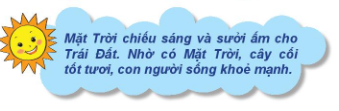 Mặt Trời chiếu sáng và sưởi ấm cho
Trái Đất. Nhờ có Mặt Trời, cây cối
tốt tươi, con người sống khoẻ mạnh.